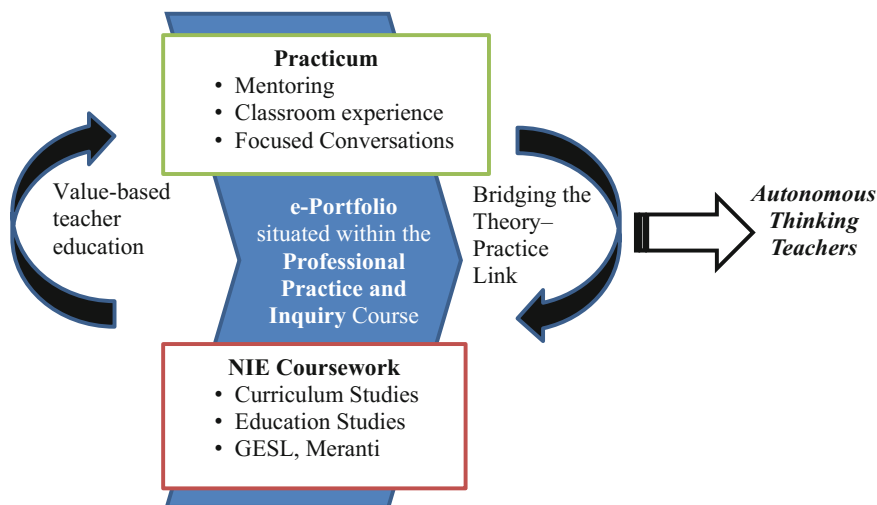 Practicum
• Mentoring
• Classroom experience
• Focused Conversations
Value-based
teacher
education
e-Portfolio
situated within the
Professional
Practice and
Inquiry Course
Bridging the
Theory–
Practice
Link
Autonomous
Thinking
Teachers
NIE Coursework
• Curriculum Studies
• Education Studies
• GESL, Meranti